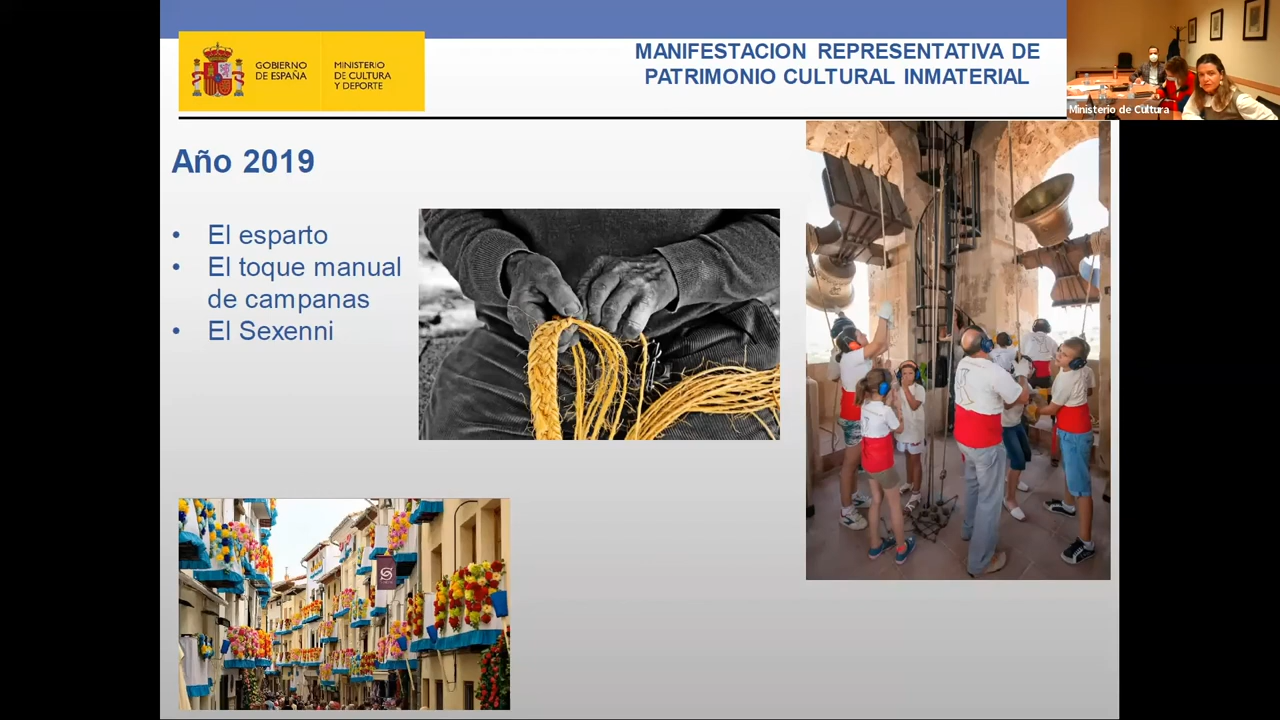 GOBIERNO
DE ESPAÑA
MINISTERIO
DE CULTURA
Y DEPORTE
MANIFESTACION REPRESENTATIVA DE
PATRIMONIO CULTURAL INMATERIAL
Ministerio de Cultura
Año 2019
• El esparto
• El toque manual
de campanas
• El Sexenni